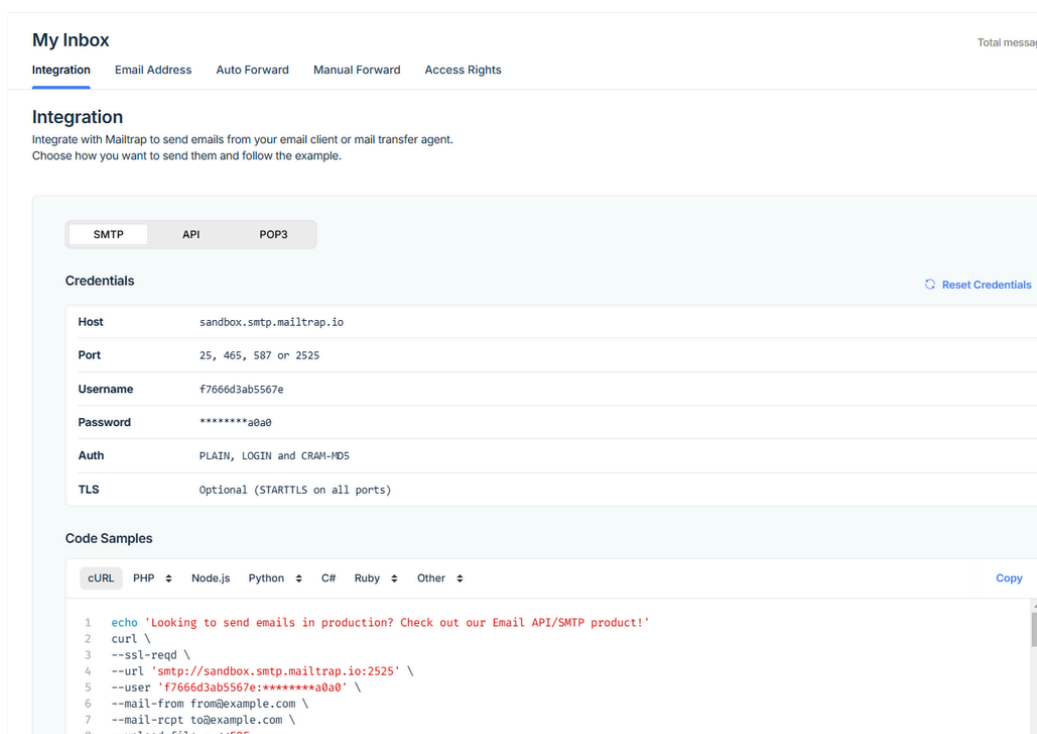 My Inbox
Total messag
Integration Email Address Auto Forward Manual Forward Access Rights
Integration
Integrate with Mailtrap to send emails from your email client or mail transfer agent.
Choose how you want to send them and follow the example.
SMTP API POP3
Credentials
Reset Credentials
Host sandbox.smtp.mailtrap.io
Port 25, 465, 587 or 2525
Username f7666d3ab5567e
Password ********a0a0
Auth PLAIN, LOGIN and CRAM-MD5
TLS Optional (STARTTLS on all ports)
Code Samples
cURL PHP Node.js Python C# Ruby Other Copy
1 echo 'Looking to send emails in production? Check out our Email API/SMTP product!'
2 curl \
3 --ssl-reqd \
4 --url 'smtp://sandbox.smtp.mailtrap.io:2525' \
5 --user 'f7666d3ab5567e:********a0a0' \
6 --mail-from from@example.com \
7 --mail-rcpt to@example.com \